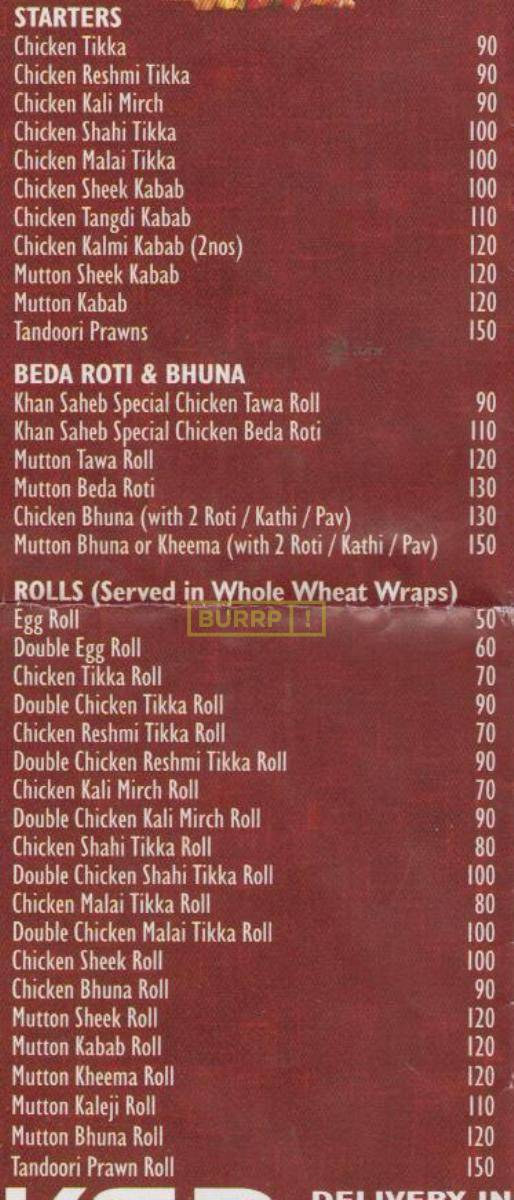 STARTERS
Chicken Tikka 90
Chicken Reshmi Tikka 90
Chicken Kali Mirch 90
Chicken Shahi Tikka 100
Chicken Malai Tikka 100
Chicken Sheek Kabab 100
Chicken Tangdi Kabab 110
Chicken Kalmi Kabab (2nos) 120
Mutton Sheek Kabab 120
Mutton Kabab 120
Tandoori Prawns 150
BEDA ROTI & BHUNA
Khan Saheb Special Chicken Tawa Roll 90
Khan Saheb Special Chicken Beda Roti 110
Mutton Tawa Roll 120
Mutton Beda Roti 130
Chicken Bhuna (with 2 Roti / Kathi / Pav) 130
Mutton Bhuna or Kheema (with 2 Roti / Kathi / Pav) 150
ROLLS (Served in Whole Wheat Wraps)
Egg Roll 50
BURRP !
Double Egg Roll 60
Chicken Tikka Roll 70
Double Chicken Tikka Roll 90
Chicken Reshmi Tikka Roll 70
Double Chicken Reshmi Tikka Roll 90
Chicken Kali Mirch Roll 70
Double Chicken Kali Mirch Roll 90
Chicken Shahi Tikka Roll 80
Double Chicken Shahi Tikka Roll 100
Chicken Malai Tikka Roll 80
Double Chicken Malai Tikka Roll 100
Chicken Sheek Roll 100
Chicken Bhuna Roll 90
Mutton Sheek Roll 120
Mutton Kabab Roll 120
Mutton Kheema Roll 120
Mutton Kaleji Roll 110
Mutton Bhuna Roll 120
Tandoori Prawn Roll 150
DELIVERY